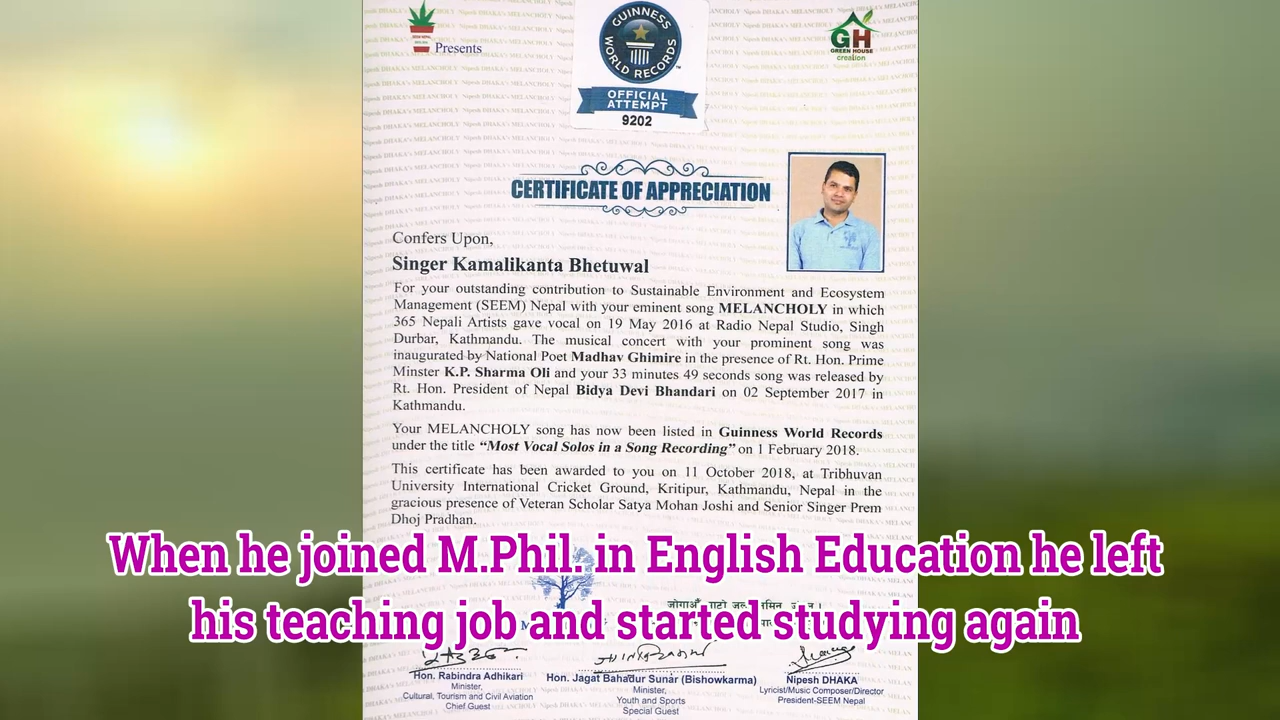 Presents
GUINNESS
WORLD RECORDS
™
OFFICIAL
ATTEMPT
9202
GH
GREEN HOUSE
creation
CERTIFICATE OF APPRECIATION
Confers Upon,
Singer Kamalikanta Bhetuwal
For your outstanding contribution to Sustainable Environment and Ecosystem
Management (SEEM) Nepal with your eminent song MELANCHOLY in which
365 Nepali Artists gave vocal on 19 May 2016 at Radio Nepal Studio, Singh
Durbar, Kathmandu. The musical concert with your prominent song was
inaugurated by National Poet Madhav Ghimire in the presence of Rt. Hon. Prime
Minster K.P. Sharma Oli and your 33 minutes 49 seconds song was released by
Rt. Hon. President of Nepal Bidya Devi Bhandari on 02 September 2017 in
Kathmandu.
Your MELANCHOLY song has now been listed in Guinness World Records
under the title “Most Vocal Solos in a Song Recording” on 1 February 2018.
This certificate has been awarded to you on 11 October 2018, at Tribhuvan
University International Cricket Ground, Kritipur, Kathmandu, Nepal in the
gracious presence of Veteran Scholar Satya Mohan Joshi and Senior Singer Prem
Dhoj Pradhan.
When he joined M.Phil. in English Education he left
his teaching job and started studying again
Hon. Rabindra Adhikari
Minister,
Cultural, Tourism and Civil Aviation
Chief Guest
Hon. Jagat Bahadur Sunar (Bishowkarma)
Minister,
Youth and Sports
Special Guest
Nipesh DHAKA
Lyricist/Music Composer/Director
President-SEEM Nepal